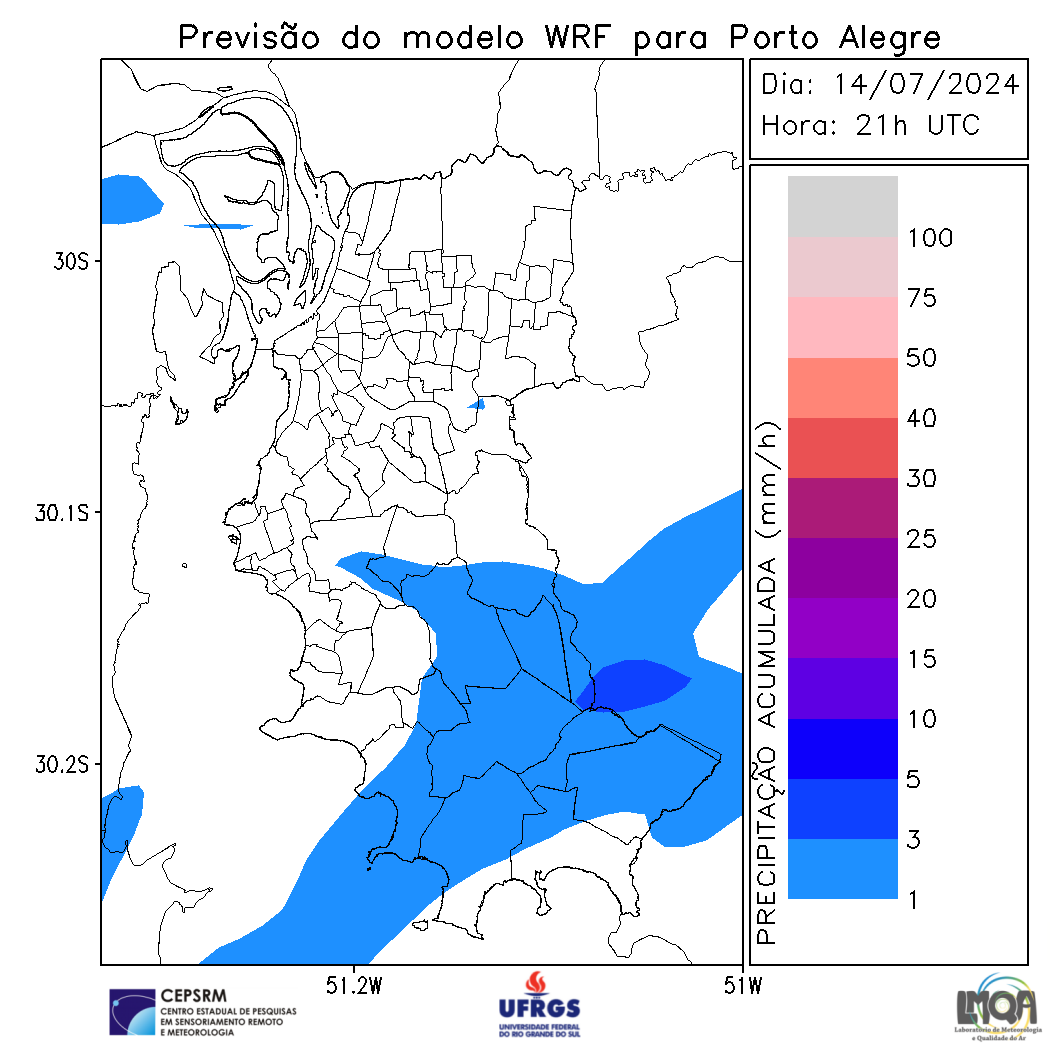 Previsão do modelo WRF para Porto Alegre
Dia: 14/07/2024
Hora: 21h UTC
30S
30.1S
30.2S
51.2W
51W
PRECIPITAÇÃO ACUMULADA (mm/h)
100
75
50
40
30
25
20
15
10
5
3
1
CEPSRM
CENTRO ESTADUAL DE PESQUISAS
EM SENSORIAMENTO REMOTO
E METEOROLOGIA
UFRGS
UNIVERSIDADE FEDERAL
DO RIO GRANDE DO SUL
LMQA
Laboratório de Meteorologia
e Qualidade do Ar